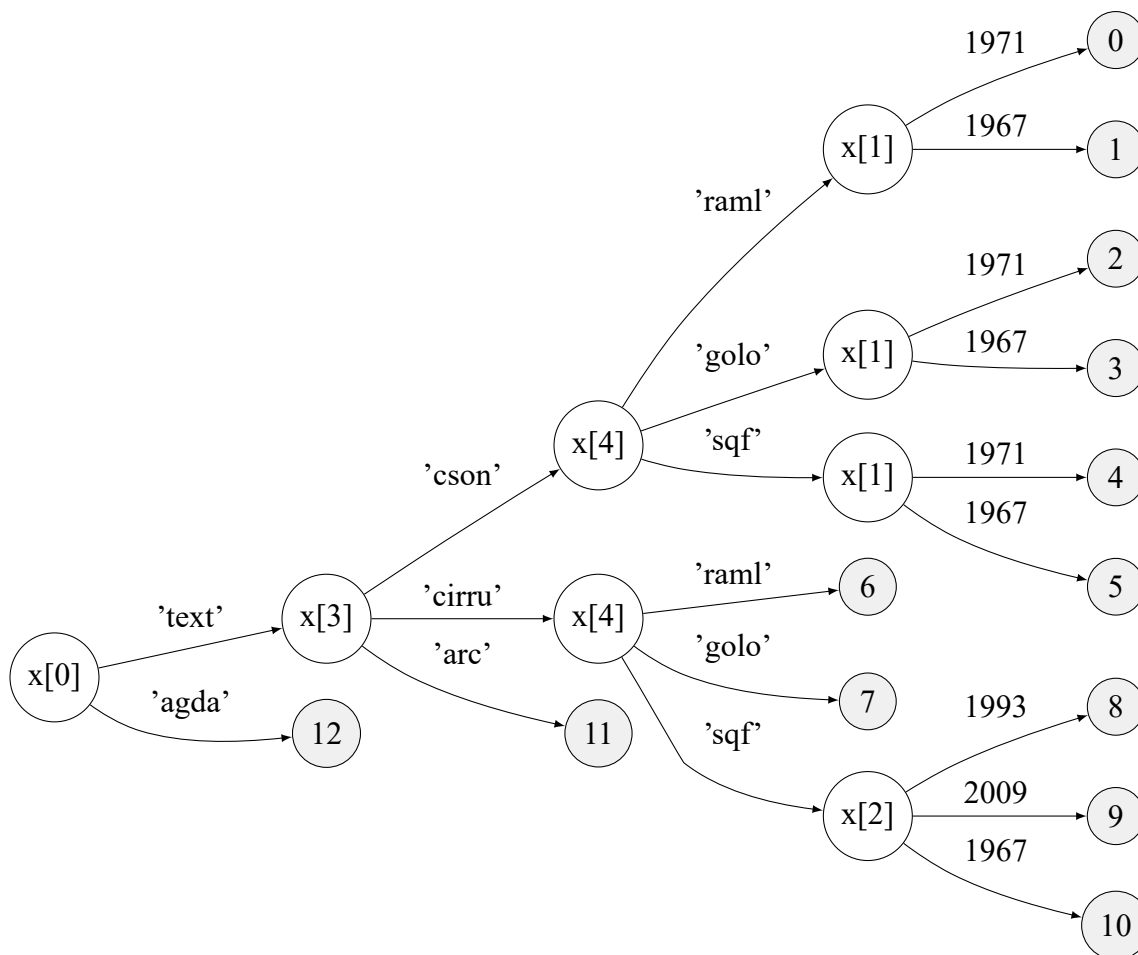 1971
0
1967
x[1]
1
’raml’
1971
2
’golo’
x[1]
1967
3
x[4]
’sqf’
1971
’cson’
x[1]
4
1967
’raml’
6
5
’text’
x[3]
’cirru’
x[4]
’arc’
’golo’
x[0]
’agda’
7
1993
8
12
11
’sqf’
2009
x[2]
9
1967
10